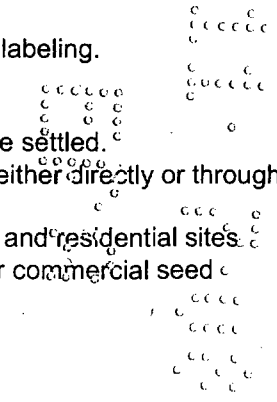 labeling.
e settled.
either directly or through
and residential sites
r commercial seed